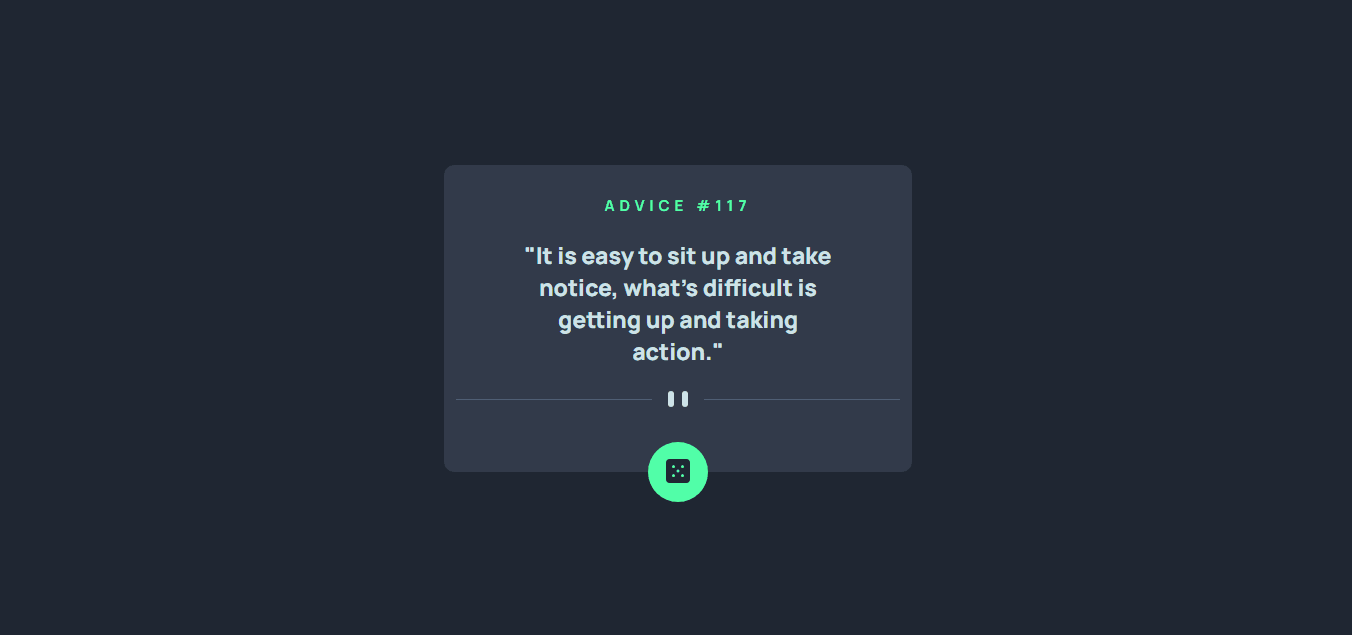 ADVICE #117
"It is easy to sit up and take
notice, what's difficult is
getting up and taking
action."